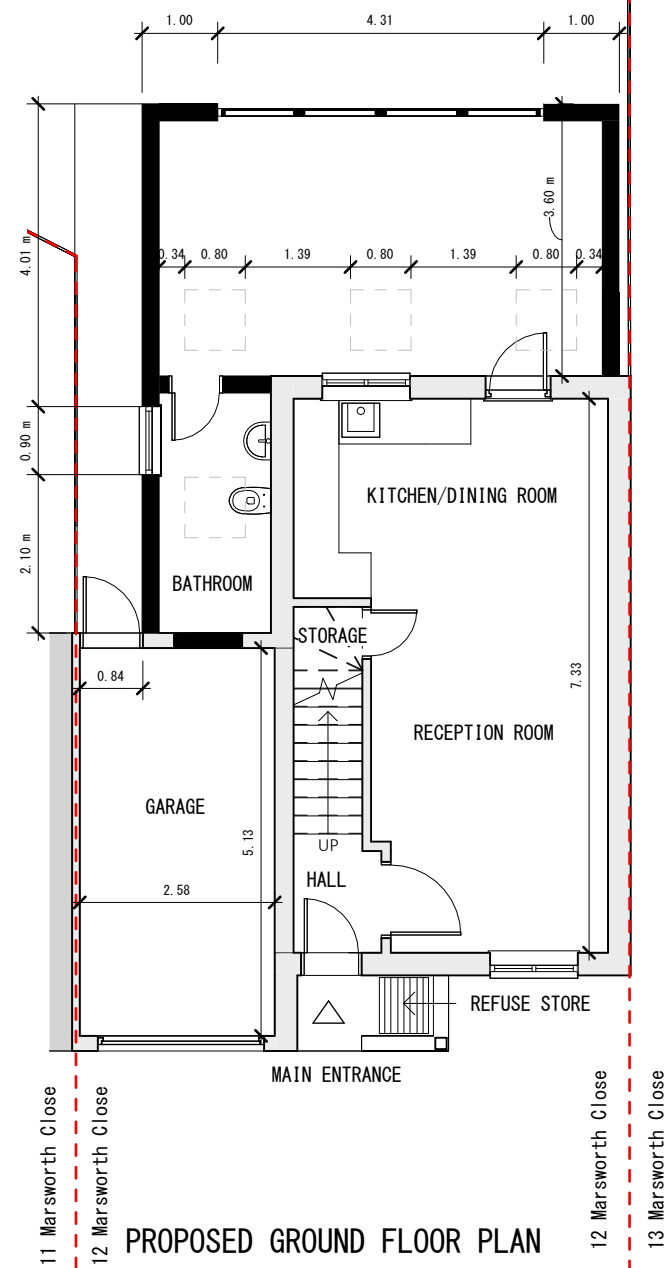 1.00 4.31 1.00
3.60 m
4.01 m
0.34 0.80 1.39 0.80 1.39 0.80 0.34
0.90 m
KITCHEN/DINING ROOM
2.10 m
BATHROOM
STORAGE
0.84
7.33
RECEPTION ROOM
GARAGE
5.13
UP
HALL
2.58
REFUSE STORE
MAIN ENTRANCE
11 Marsworth Close
12 Marsworth Close
12 Marsworth Close
13 Marsworth Close
PROPOSED GROUND FLOOR PLAN